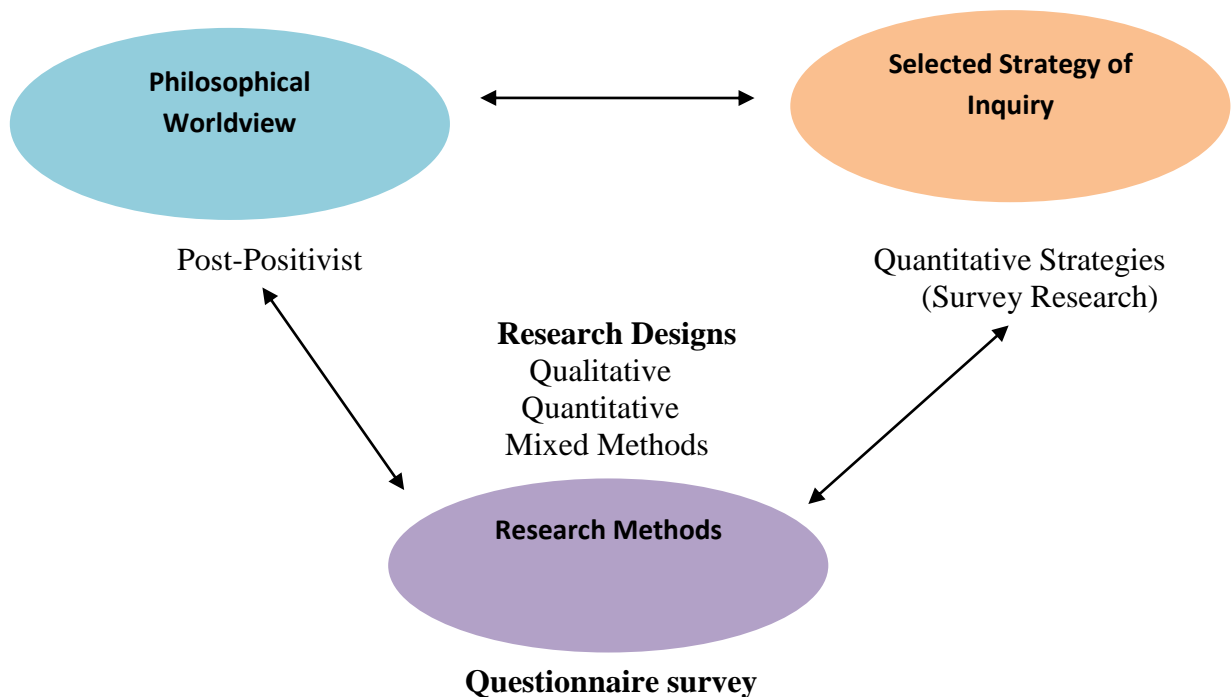 Philosophical
Worldview
Selected Strategy of
Inquiry
Post-Positivist
Quantitative Strategies
(Survey Research)
Research Designs
Qualitative
Quantitative
Mixed Methods
Research Methods
Questionnaire survey